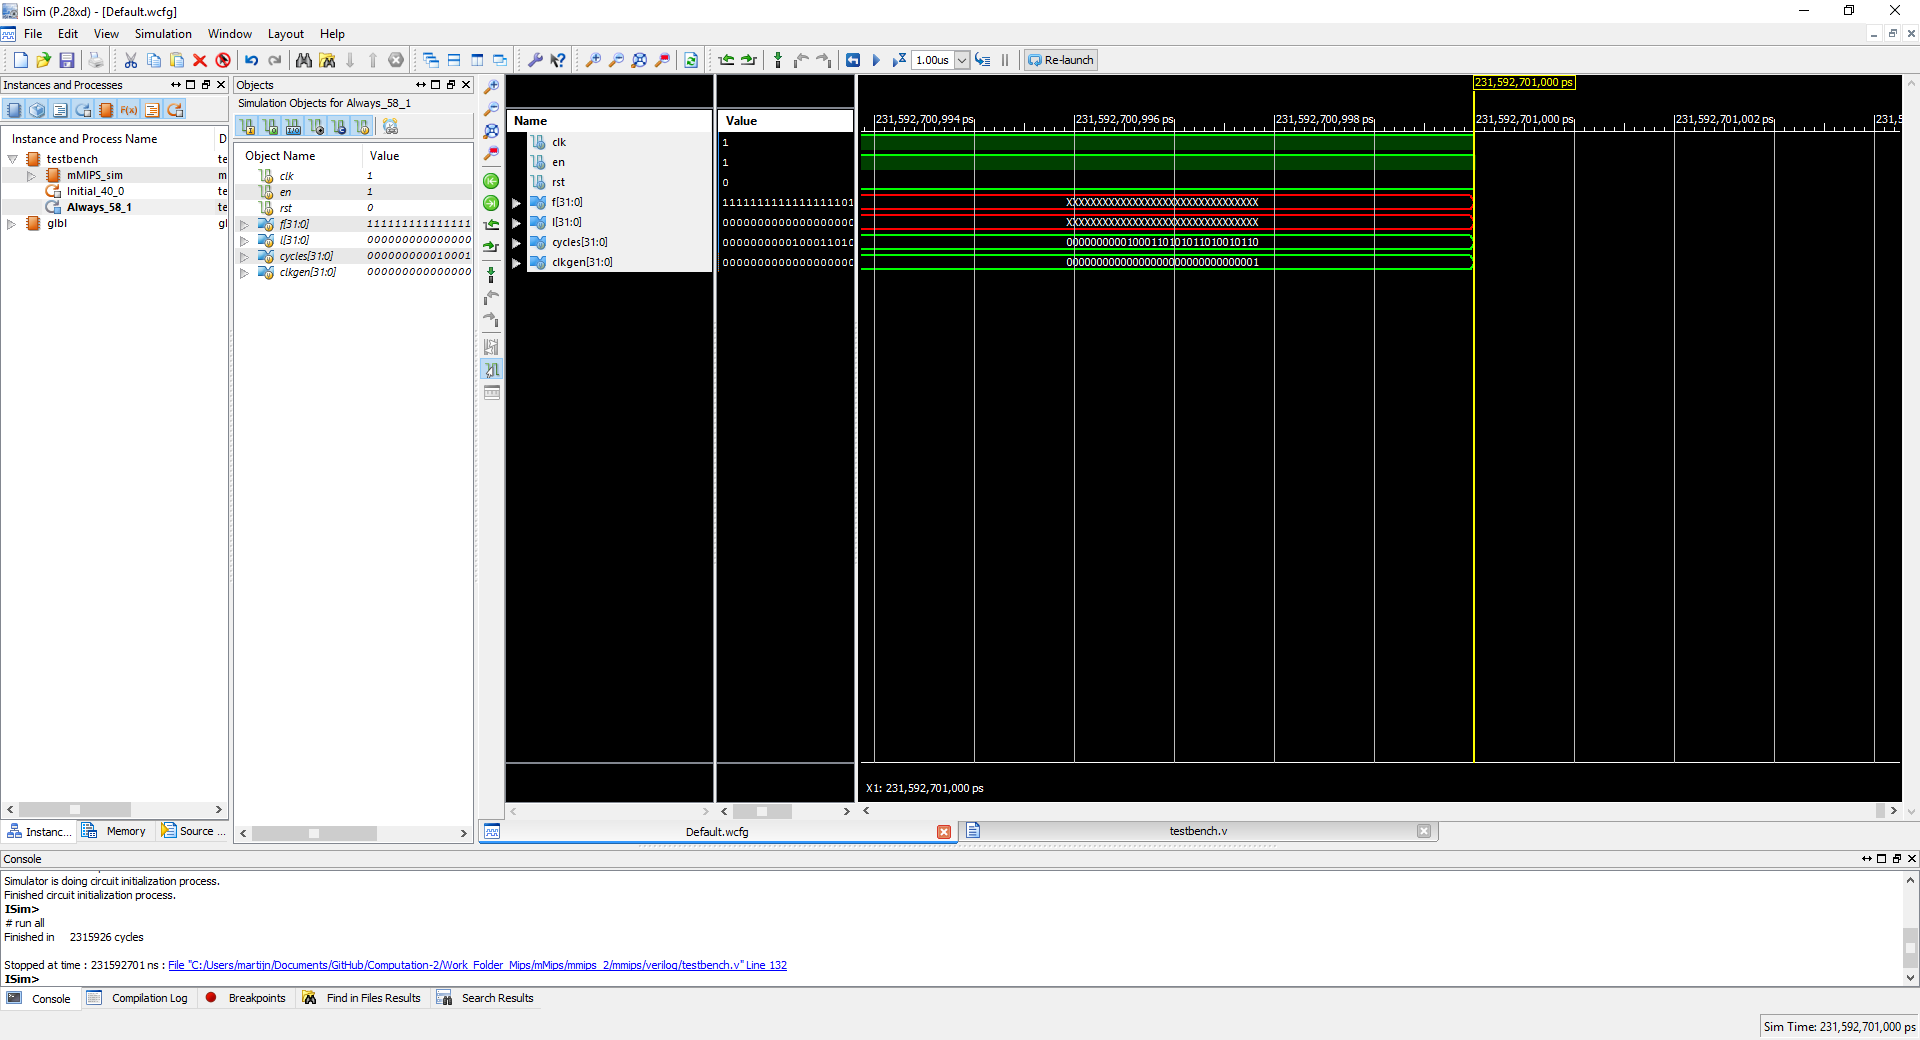 ISim (P.28xd) - [Default.wcfg]
File Edit View Simulation Window Layout Help
1.00us Re-launch
Instances and Processes
Instance and Process Name D
testbench te
mMIPS_sim m
Initial_40_0 te
Always_58_1 te
glbl gl
Instanc... Memory Source ...
Objects
Simulation Objects for Always_58_1
Object Name Value
clk 1
en 1
rst 0
f[31:0] 11111111111111111
l[31:0] 000000000000000
cycles[31:0] 000000000010001
clkgen[31:0] 000000000000000
Name Value
clk 1
en 1
rst 0
f[31:0] 1111111111111111101
l[31:0] 0000000000000000000
cycles[31:0] 0000000000100011010
clkgen[31:0] 0000000000000000000
231,592,701,000 ps
231,592,700,994 ps 231,592,700,996 ps 231,592,700,998 ps 231,592,701,000 ps 231,592,701,002 ps 231,5
XXXXXXXXXXXXXXXXXXXXXXXXXXXXXXXX
XXXXXXXXXXXXXXXXXXXXXXXXXXXXXXXX
00000000001000110101011010010110
00000000000000000000000000000001
X1: 231,592,701,000 ps
Default.wcfg testbench.v
Console
Simulator is doing circuit initialization process.
Finished circuit initialization process.
ISim>
# run all
Finished in 2315926 cycles
Stopped at time : 231592701 ns : File "C:/Users/martijn/Documents/GitHub/Computation-2/Work_Folder_Mips/mMips/mmips_2/mmips/verilog/testbench.v" Line 132
ISim>
Console Compilation Log Breakpoints Find in Files Results Search Results
Sim Time: 231,592,701,000 ps